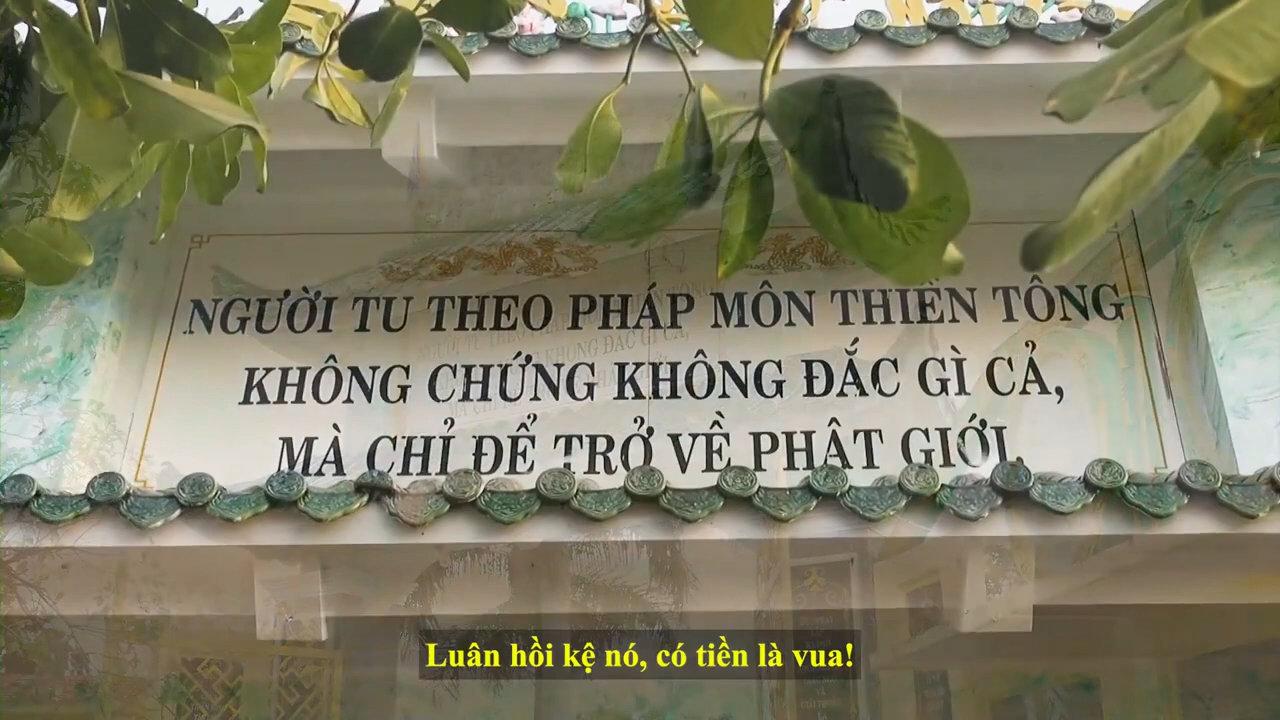 NGƯỜI TU THEO PHÁP MÔN THIỀN TÔNG
KHÔNG CHỨNG KHÔNG ĐẮC GÌ CẢ,
MÀ CHỈ ĐỂ TRỞ VỀ PHẬT GIỚI.
Luân hồi kệ nó, có tiền là vua!